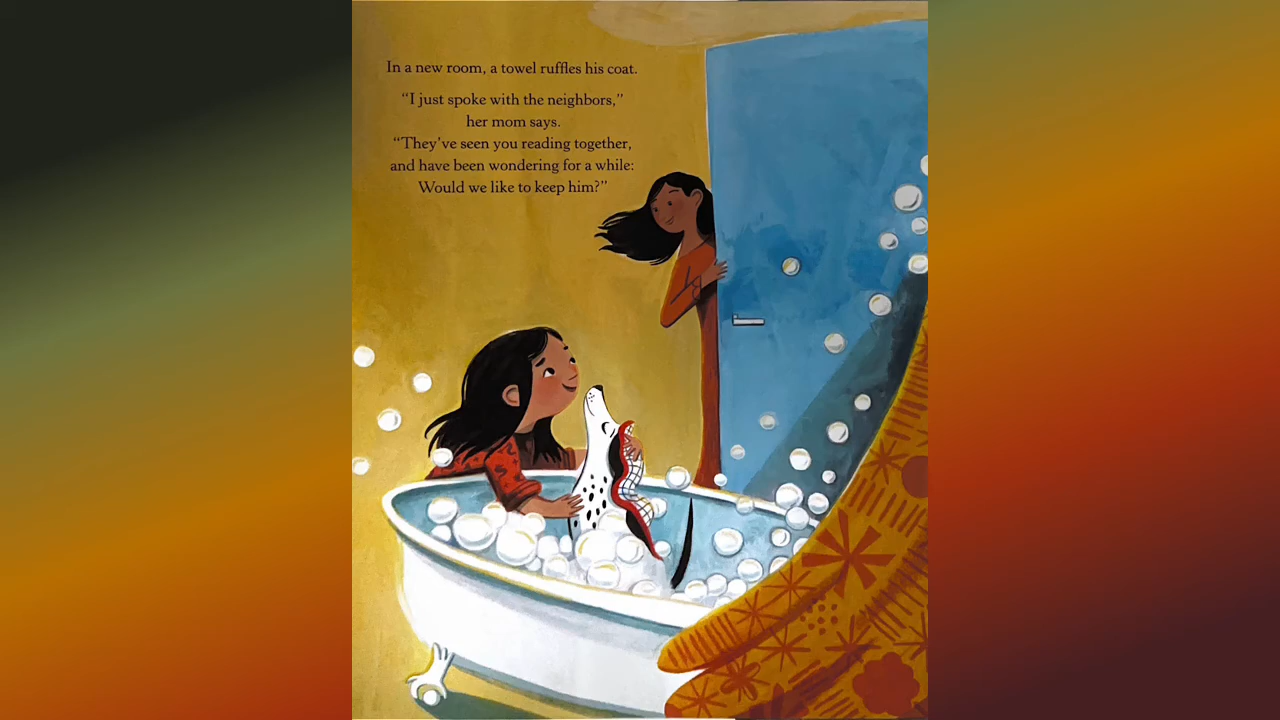 In a new room, a towel ruffles his coat.
“I just spoke with the neighbors,”
her mom says.
“They’ve seen you reading together,
and have been wondering for a while:
Would we like to keep him?”